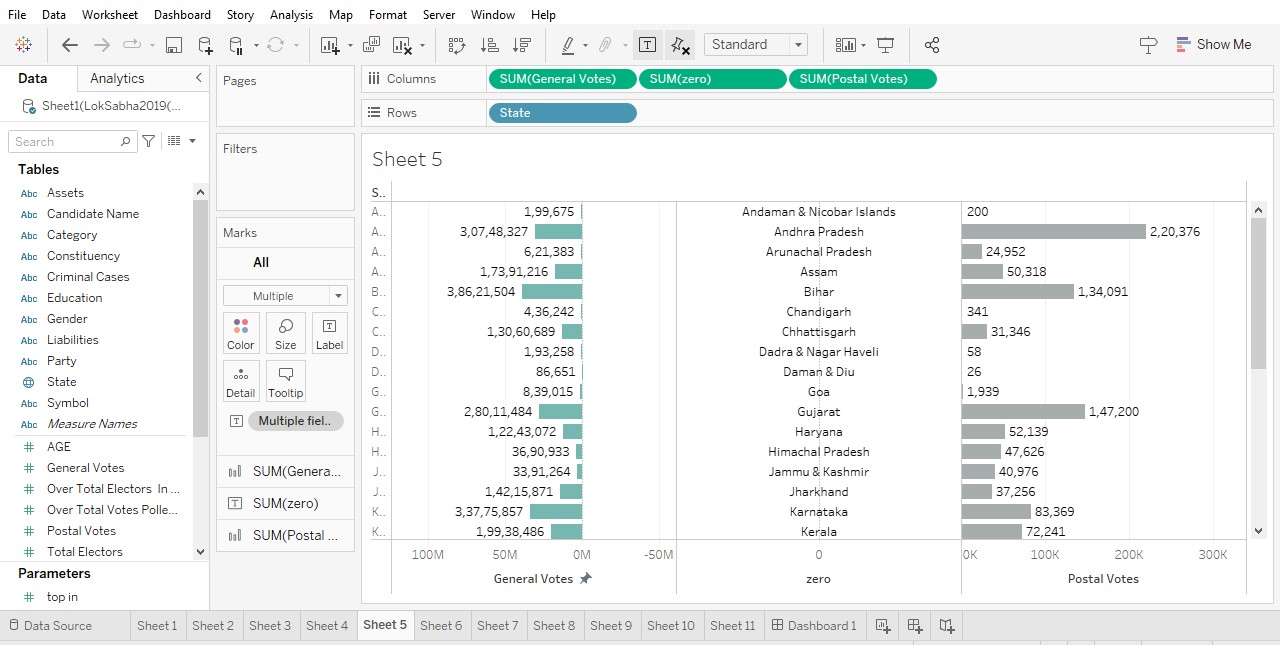 File Data Worksheet Dashboard Story Analysis Map Format Server Window Help
Standard Show Me
Data Analytics
Sheet1(LokSabha2019(...
Search
Tables
Abc Assets
Abc Candidate Name
Abc Category
Abc Constituency
Abc Criminal Cases
Abc Education
Abc Gender
Abc Liabilities
Abc Party
State
Abc Symbol
Abc Measure Names
# AGE
# General Votes
# Over Total Electors In ...
# Over Total Votes Polle...
# Postal Votes
# Total Electors
Parameters
# top in
Pages
Filters
Marks
All
Multiple
Color Size Label
Detail Tooltip
Multiple fiel..
SUM(Genera...
SUM(zero)
SUM(Postal ...
Columns SUM(General Votes) SUM(zero) SUM(Postal Votes)
Rows State
Sheet 5
S..
A.. 1,99,675 Andaman & Nicobar Islands 200
A.. 3,07,48,327 Andhra Pradesh 2,20,376
A.. 6,21,383 Arunachal Pradesh 24,952
A.. 1,73,91,216 Assam 50,318
B.. 3,86,21,504 Bihar 1,34,091
C.. 4,36,242 Chandigarh 341
C.. 1,30,60,689 Chhattisgarh 31,346
D.. 1,93,258 Dadra & Nagar Haveli 58
D.. 86,651 Daman & Diu 26
G.. 8,39,015 Goa 1,939
G.. 2,80,11,484 Gujarat 1,47,200
H.. 1,22,43,072 Haryana 52,139
H.. 36,90,933 Himachal Pradesh 47,626
J.. 33,91,264 Jammu & Kashmir 40,976
J.. 1,42,15,871 Jharkhand 37,256
K.. 3,37,75,857 Karnataka 83,369
K.. 1,99,38,486 Kerala 72,241
100M 50M 0M -50M 0 0K 100K 200K 300K
General Votes zero Postal Votes
Data Source Sheet 1 Sheet 2 Sheet 3 Sheet 4 Sheet 5 Sheet 6 Sheet 7 Sheet 8 Sheet 9 Sheet 10 Sheet 11 Dashboard 1